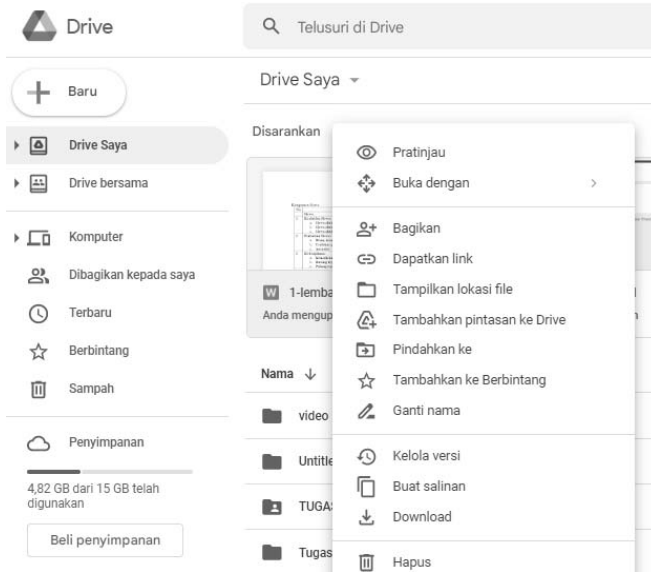 Drive
Telusuri di Drive
Baru
Drive Saya
Drive bersama
Komputer
Dibagikan kepada saya
Terbaru
Berbintang
Sampah
Penyimpanan
4,82 GB dari 15 GB telah
digunakan
Beli penyimpanan
Drive Saya
Disarankan
W 1-lemba
Anda mengup
Nama
video
Untitle
TUGAS
Tugas
Pratinjau
Buka dengan
Bagikan
Dapatkan link
Tampilkan lokasi file
Tambahkan pintasan ke Drive
Pindahkan ke
Tambahkan ke Berbintang
Ganti nama
Kelola versi
Buat salinan
Download
Hapus